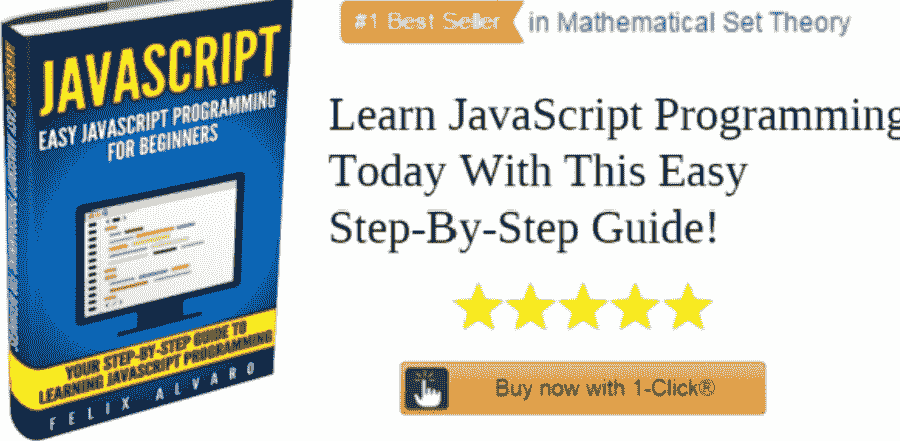 JAVASCRIPT
EASY JAVASCRIPT PROGRAMMING
FOR BEGINNERS
YOUR STEP-BY-STEP GUIDE TO
LEARNING JAVASCRIPT PROGRAMMING
FELIX ALVARO
#1 Best Seller in Mathematical Set Theory
Learn JavaScript Programming
Today With This Easy
Step-By-Step Guide!
Buy now with 1-Click®